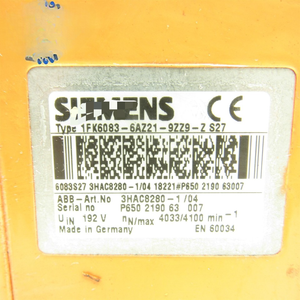 SIEMENS CE
Type 1FK6083-6AZ21-9ZZ9-Z S27
6083S27 3HAC8280-1/04 18221#P650 2190 63007
ABB-Art.No 3HAC8280-1/04
Serial no P650 2190 63 007
UIN 192 V nN/max 4033/4100 min-1
Made in Germany EN 60034